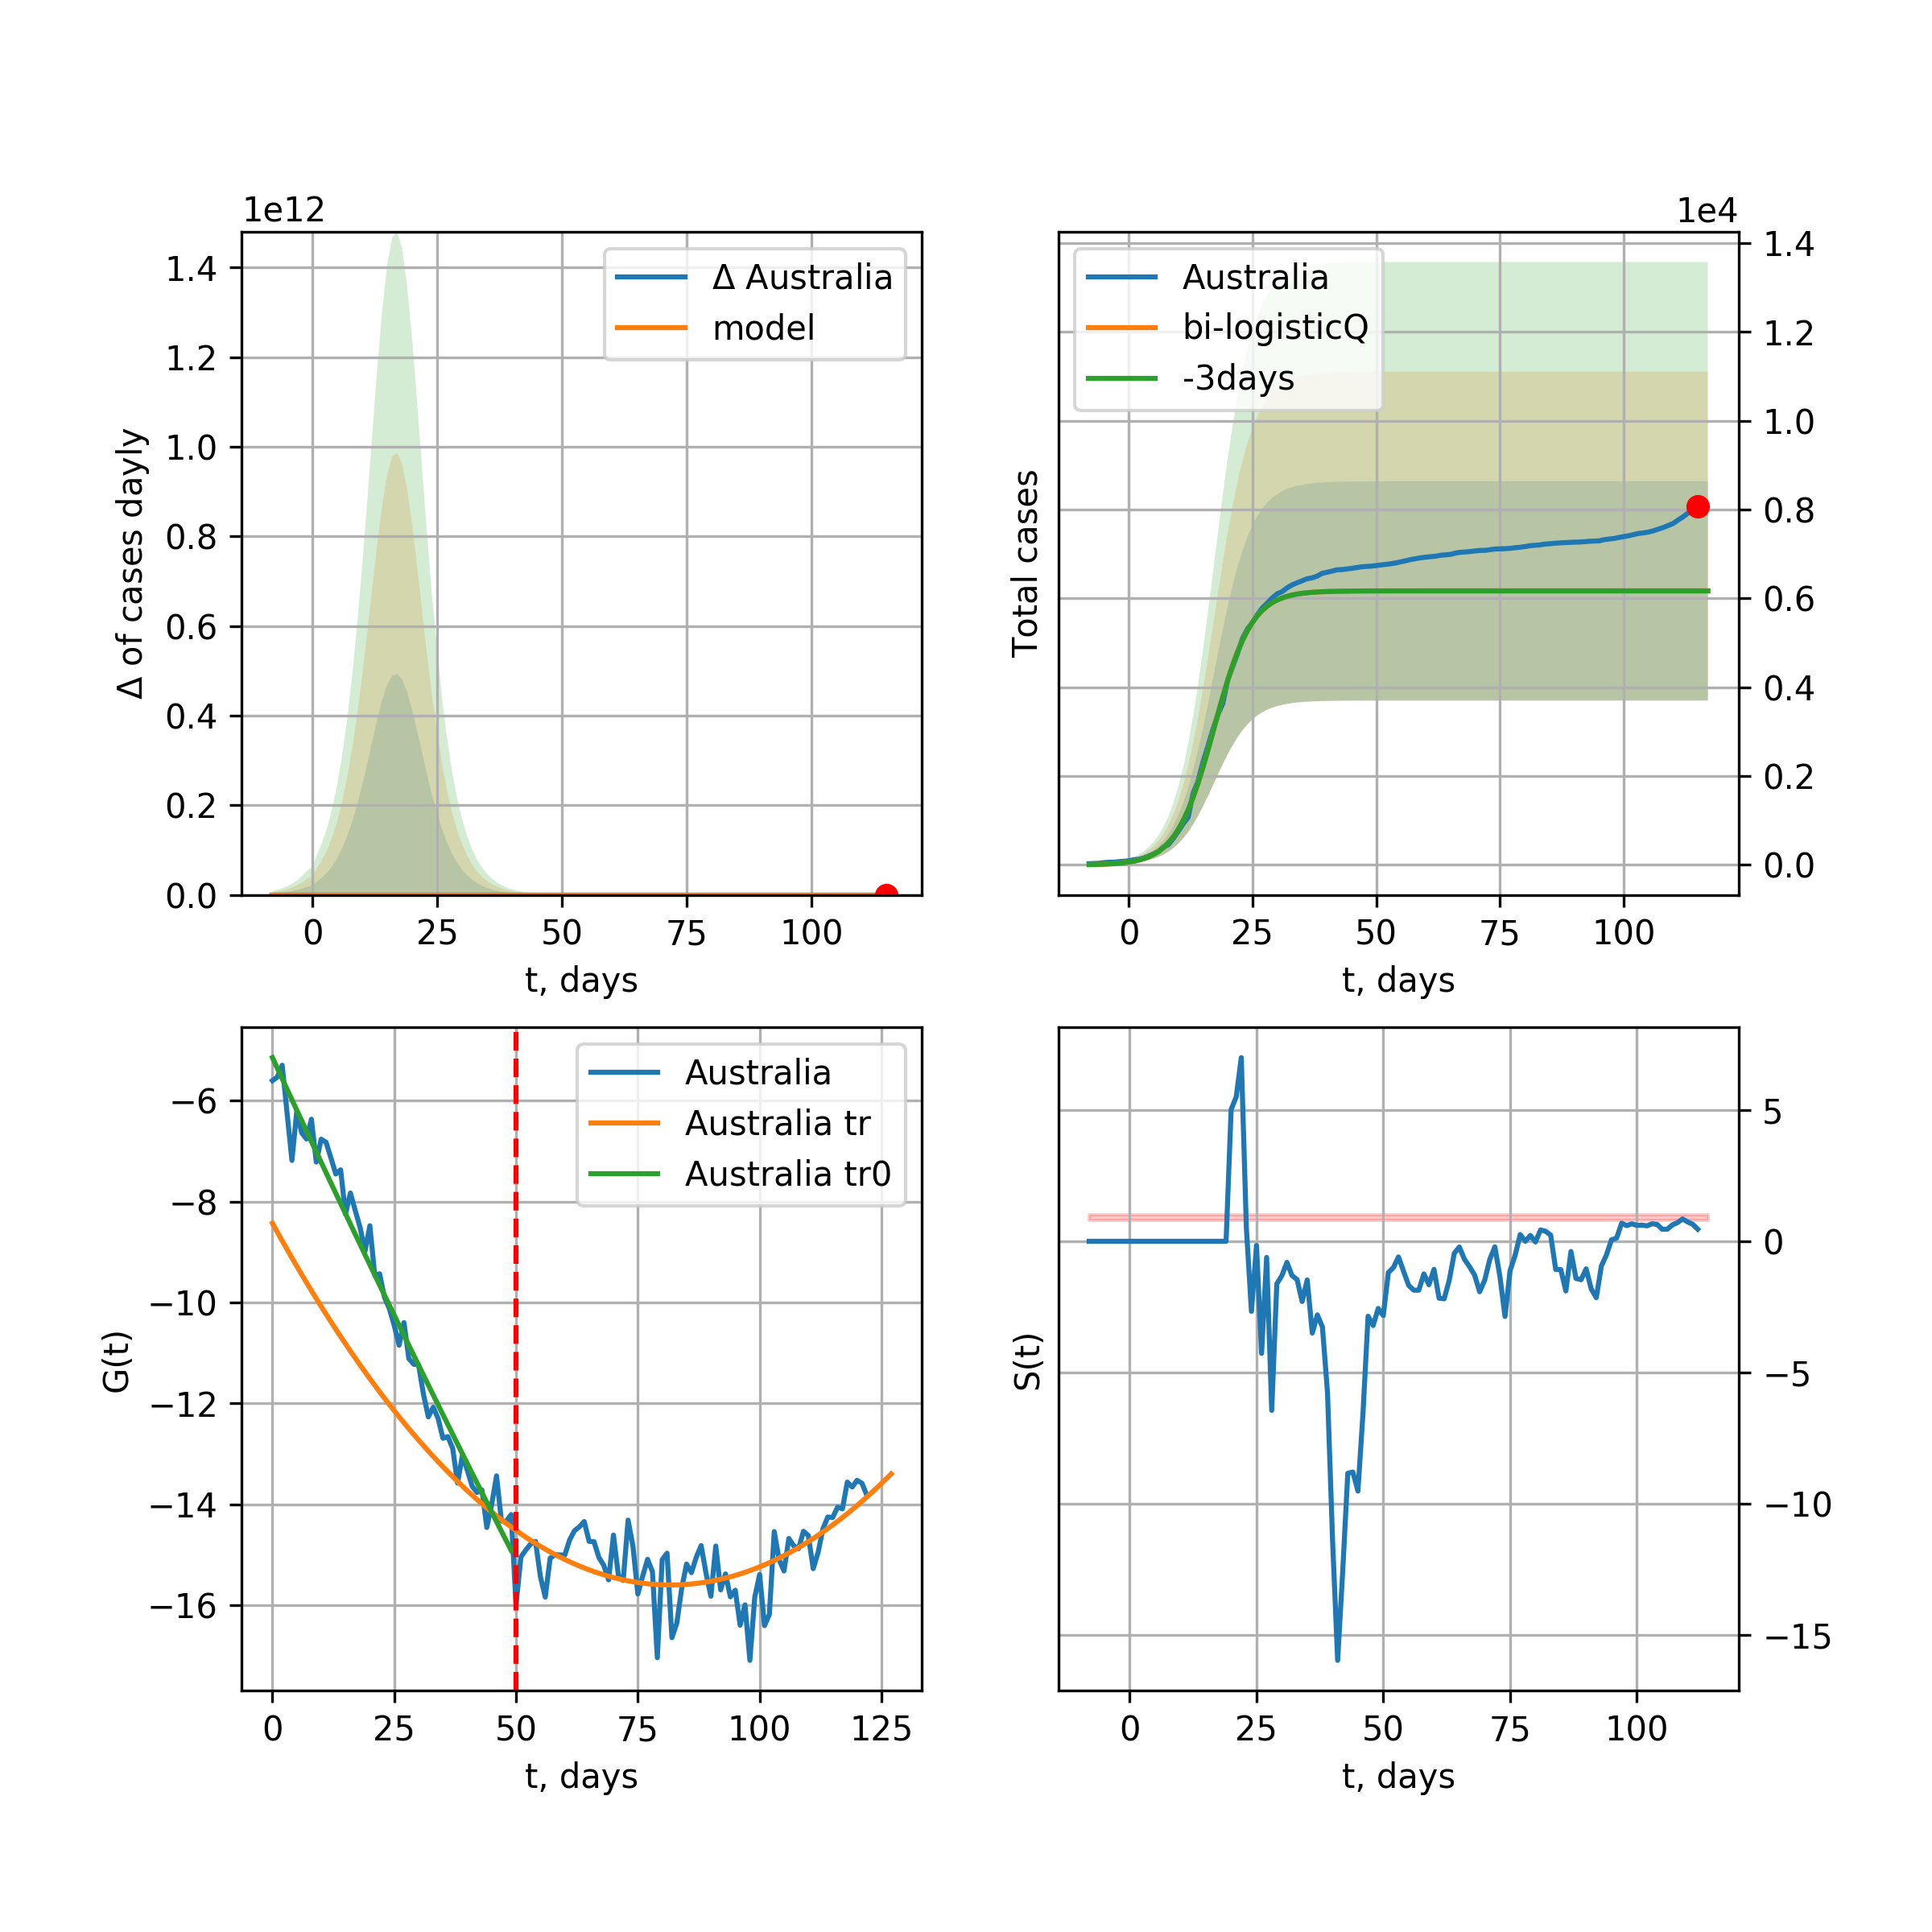 1e12
1.4
1.2
1.0
0.8
0.6
0.4
0.2
0.0
Δ of cases dayly
Δ Australia
model
0 25 50 75 100
t, days
1e4
1.4
1.2
1.0
0.8
0.6
0.4
0.2
0.0
Total cases
Australia
bi-logisticQ
-3days
0 25 50 75 100
t, days
−6
−8
−10
−12
−14
−16
G(t)
Australia
Australia tr
Australia tr0
0 25 50 75 100 125
t, days
5
0
−5
−10
−15
S(t)
0 25 50 75 100
t, days